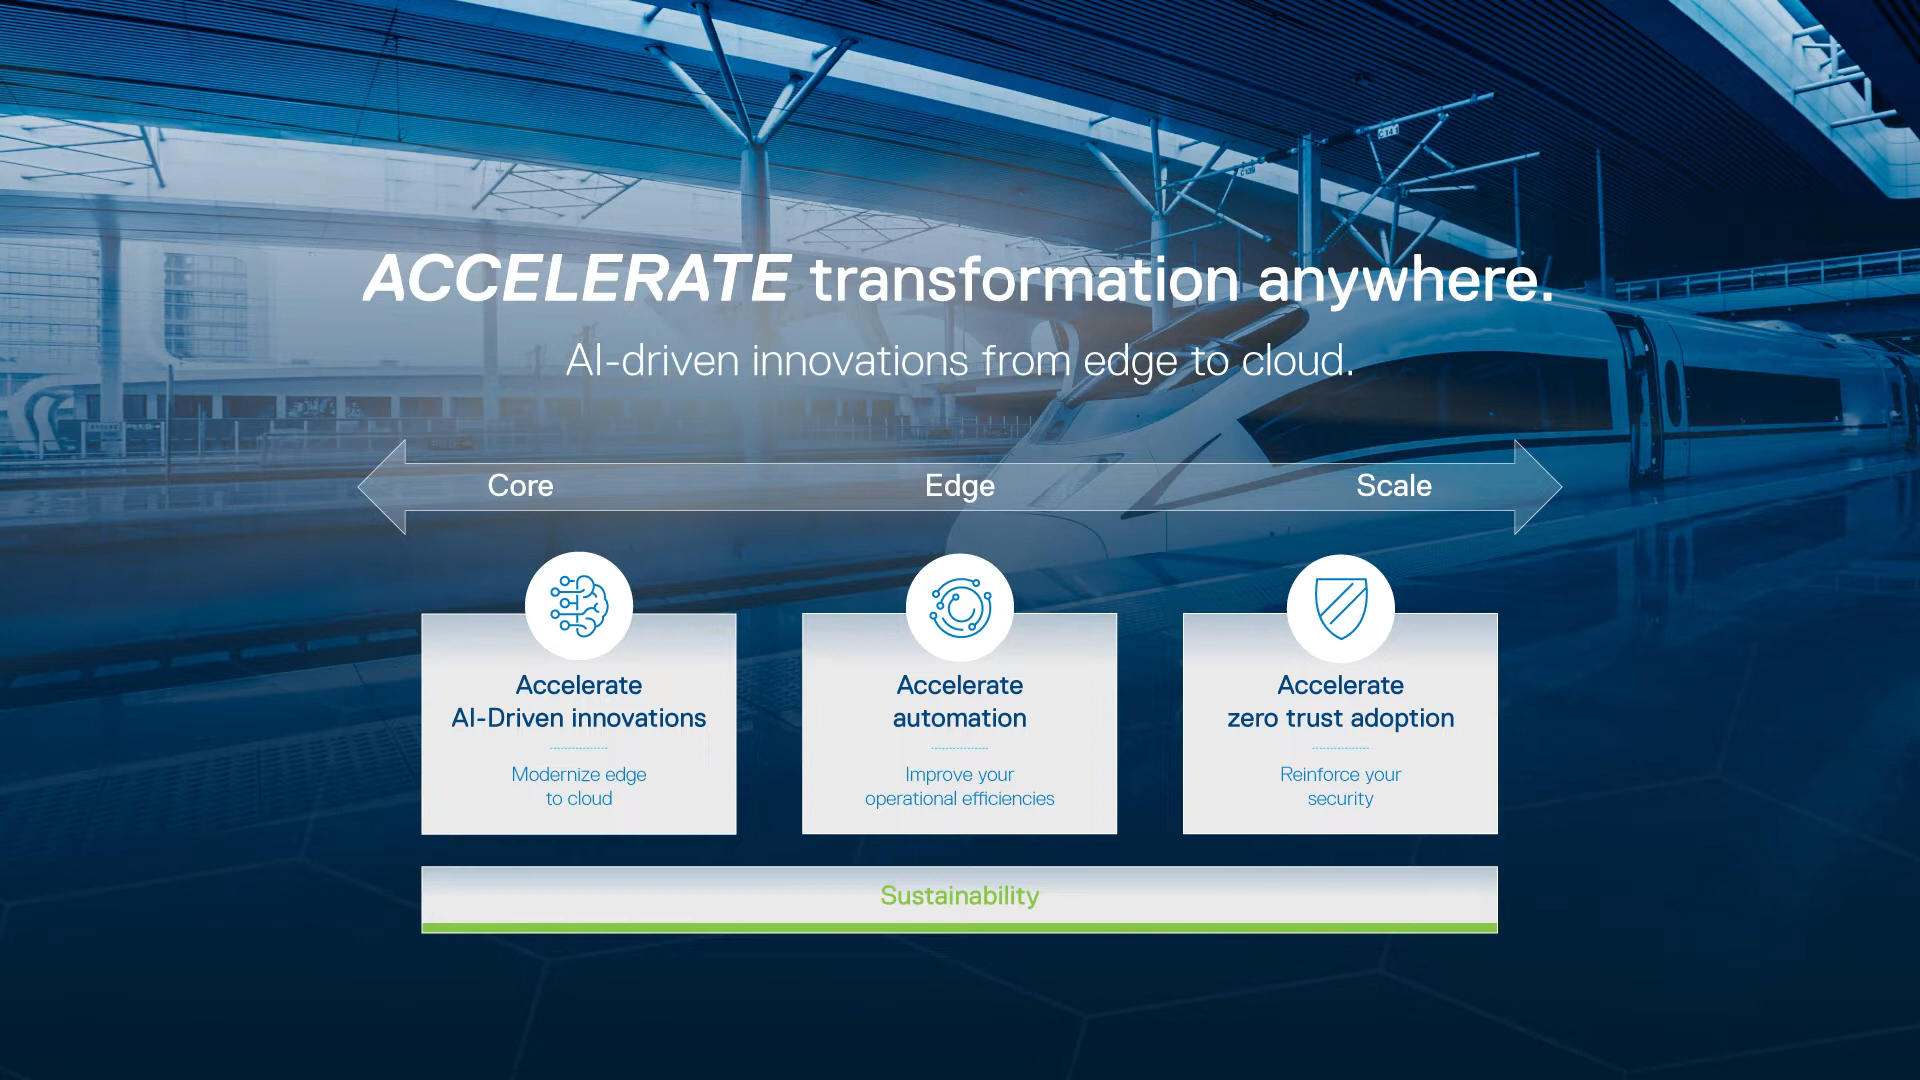 ACCELERATE transformation anywhere.
AI-driven innovations from edge to cloud.
Core
Edge
Scale
Accelerate
AI-Driven innovations
Modernize edge
to cloud
Accelerate
automation
Improve your
operational efficiencies
Accelerate
zero trust adoption
Reinforce your
security
Sustainability